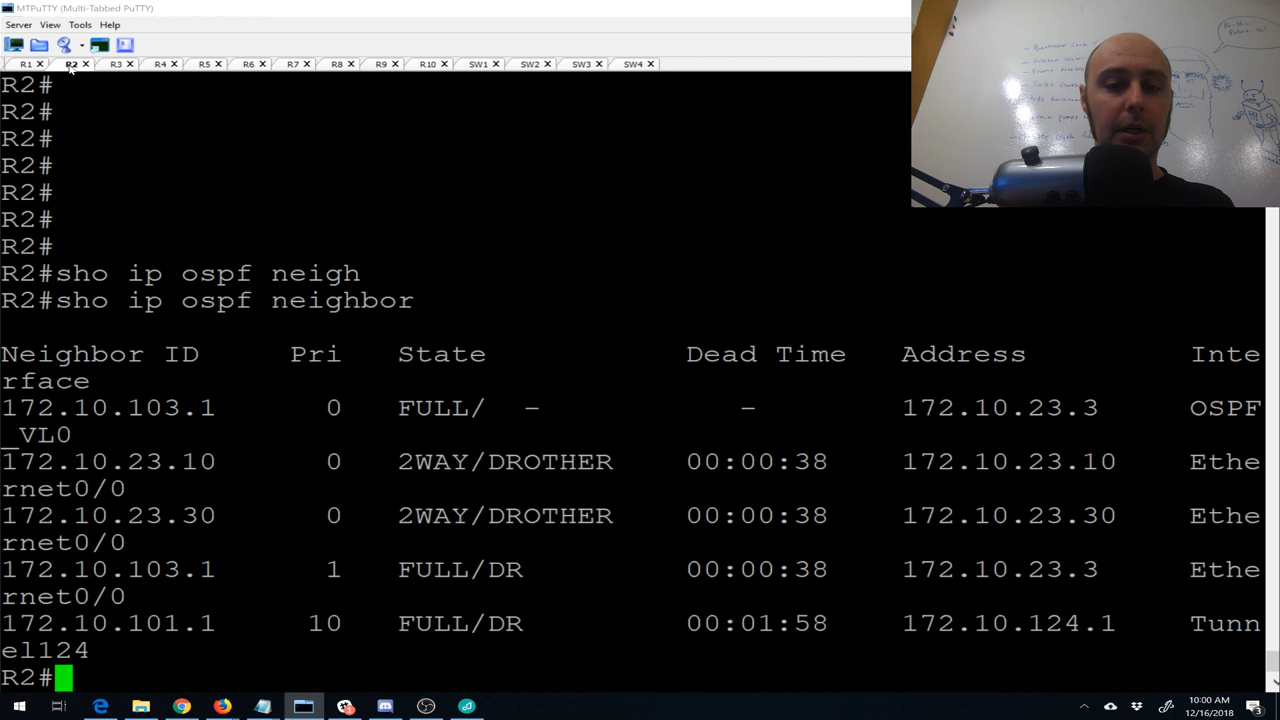 MTPuTTY (Multi-Tabbed PuTTY)
Server View Tools Help
R1 R2 R3 R4 R5 R6 R7 R8 R9 R10 SW1 SW2 SW3 SW4
R2#
R2#
R2#
R2#
R2#
R2#
R2#
R2#sho ip ospf neigh
R2#sho ip ospf neighbor
Neighbor ID Pri State Dead Time Address Inte
rface
172.10.103.1 0 FULL/ - - 172.10.23.3 OSPF
_VL0
172.10.23.10 0 2WAY/DROTHER 00:00:38 172.10.23.10 Ethe
rnet0/0
172.10.23.30 0 2WAY/DROTHER 00:00:38 172.10.23.30 Ethe
rnet0/0
172.10.103.1 1 FULL/DR 00:00:38 172.10.23.3 Ethe
rnet0/0
172.10.101.1 10 FULL/DR 00:01:58 172.10.124.1 Tunn
el124
R2#
10:00 AM
12/16/2018
3